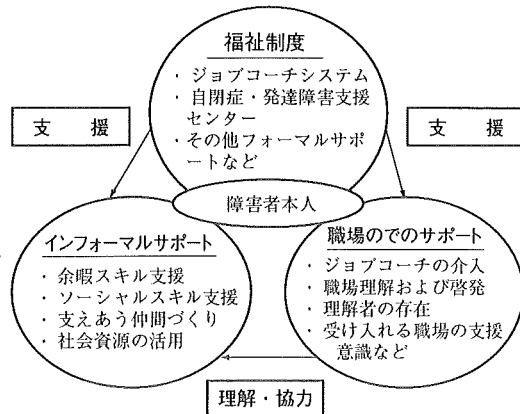 福祉制度
・ジョブコーチシステム
・自閉症・発達障害支援
センター
・その他フォーマルサポ
ートなど
支　援
支　援
障害者本人
インフォーマルサポート
・余暇スキル支援
・ソーシャルスキル支援
・支えあう仲間づくり
・社会資源の活用
職場のでのサポート
・ジョブコーチの介入
・職場理解および啓発
・理解者の存在
・受け入れる職場の支援
意識など
理解・協力